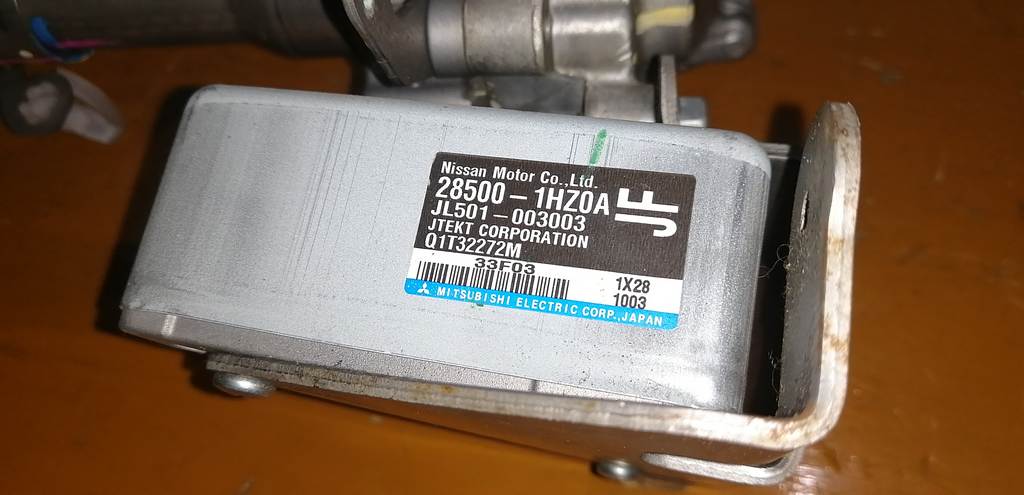 Nissan Motor Co.,Ltd.
28500-1HZ0A
JF
JL501-003003
JTEKT CORPORATION
Q1T32272M
33F03
1X28
1003
MITSUBISHI ELECTRIC CORP.,JAPAN